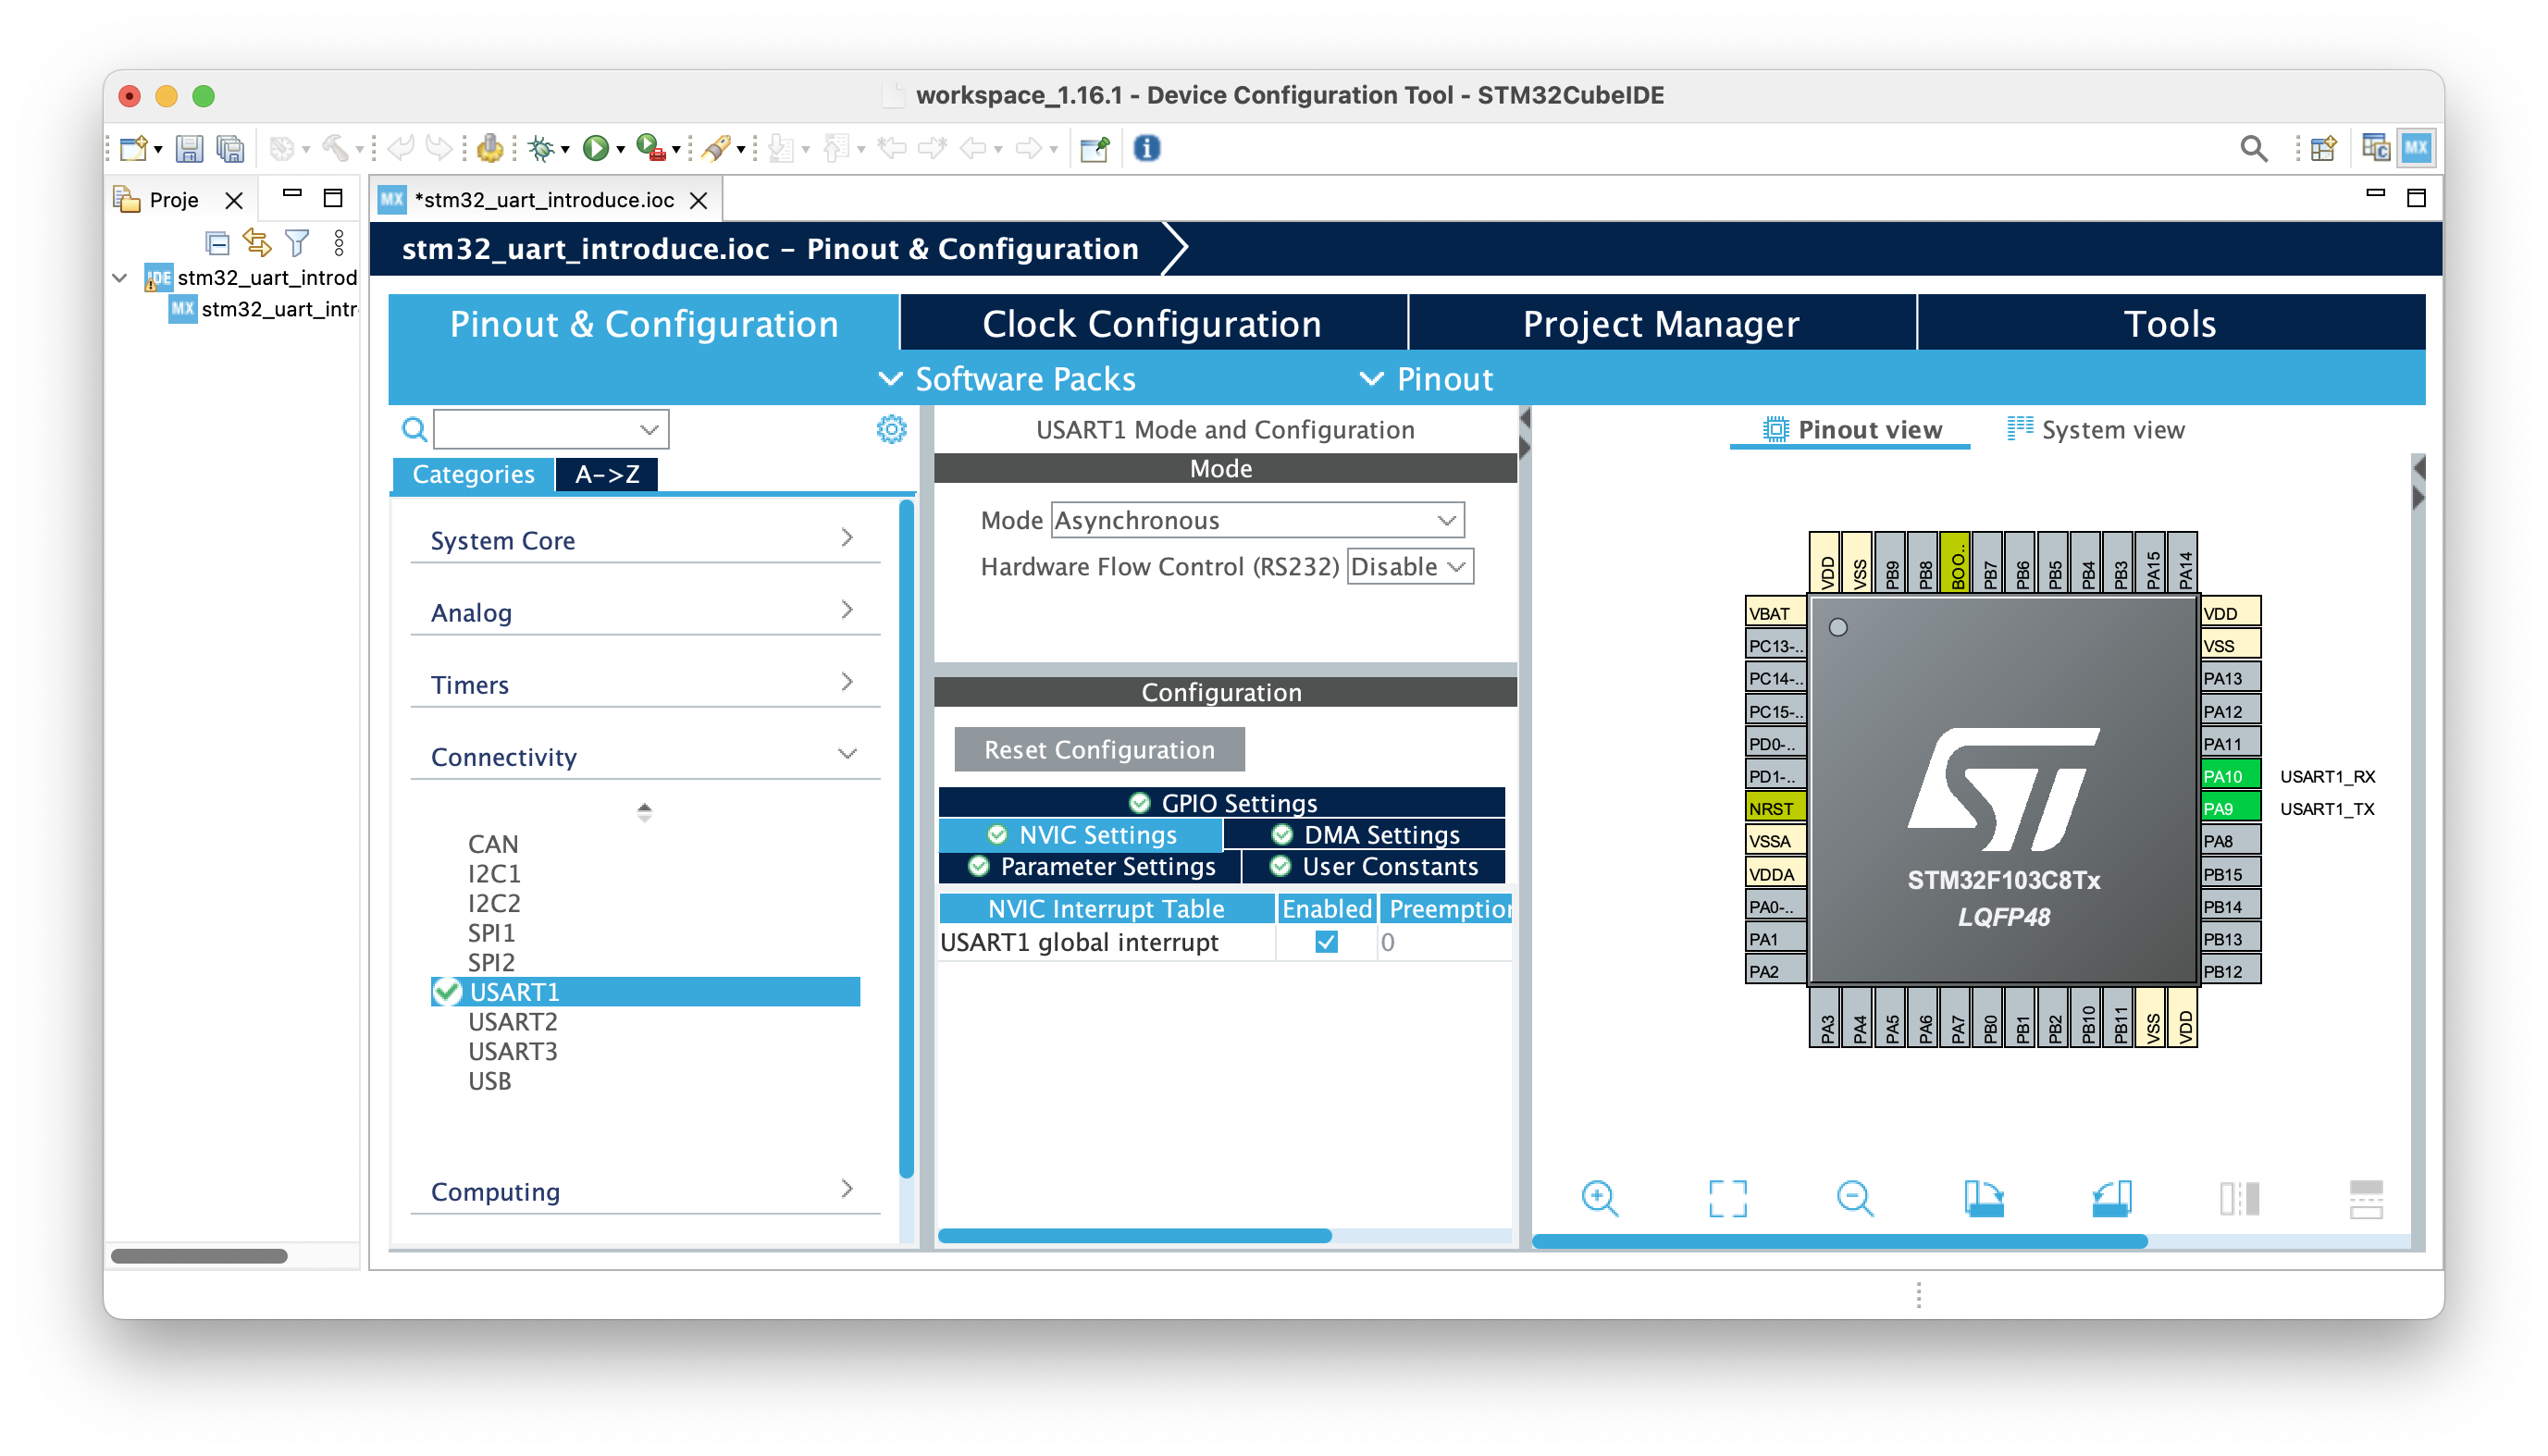 workspace_1.16.1 - Device Configuration Tool - STM32CubeIDE
Proje
*stm32_uart_introduce.ioc
stm32_uart_introduce.ioc – Pinout & Configuration
IDE stm32_uart_introd
MX stm32_uart_intr
Pinout & Configuration
Clock Configuration
Project Manager
Tools
Software Packs
Pinout
Categories
A->Z
System Core
Analog
Timers
Connectivity
CAN
I2C1
I2C2
SPI1
SPI2
USART1
USART2
USART3
USB
Computing
USART1 Mode and Configuration
Mode
Mode Asynchronous
Hardware Flow Control (RS232) Disable
Configuration
Reset Configuration
GPIO Settings
NVIC Settings
DMA Settings
Parameter Settings
User Constants
NVIC Interrupt Table Enabled Preemption
USART1 global interrupt 0
Pinout view
System view
VDD
VSS
PB9
PB8
BOO..
PB7
PB6
PB5
PB4
PB3
PA15
PA14
VBAT
PC13-..
PC14-..
PC15-..
PD0-..
PD1-..
NRST
VSSA
VDDA
PA0-..
PA1
PA2
VDD
VSS
PA13
PA12
PA11
PA10 USART1_RX
PA9 USART1_TX
PA8
PB15
PB14
PB13
PB12
ST
STM32F103C8Tx
LQFP48
PA3
PA4
PA5
PA6
PA7
PB0
PB1
PB2
PB10
PB11
VSS
VDD